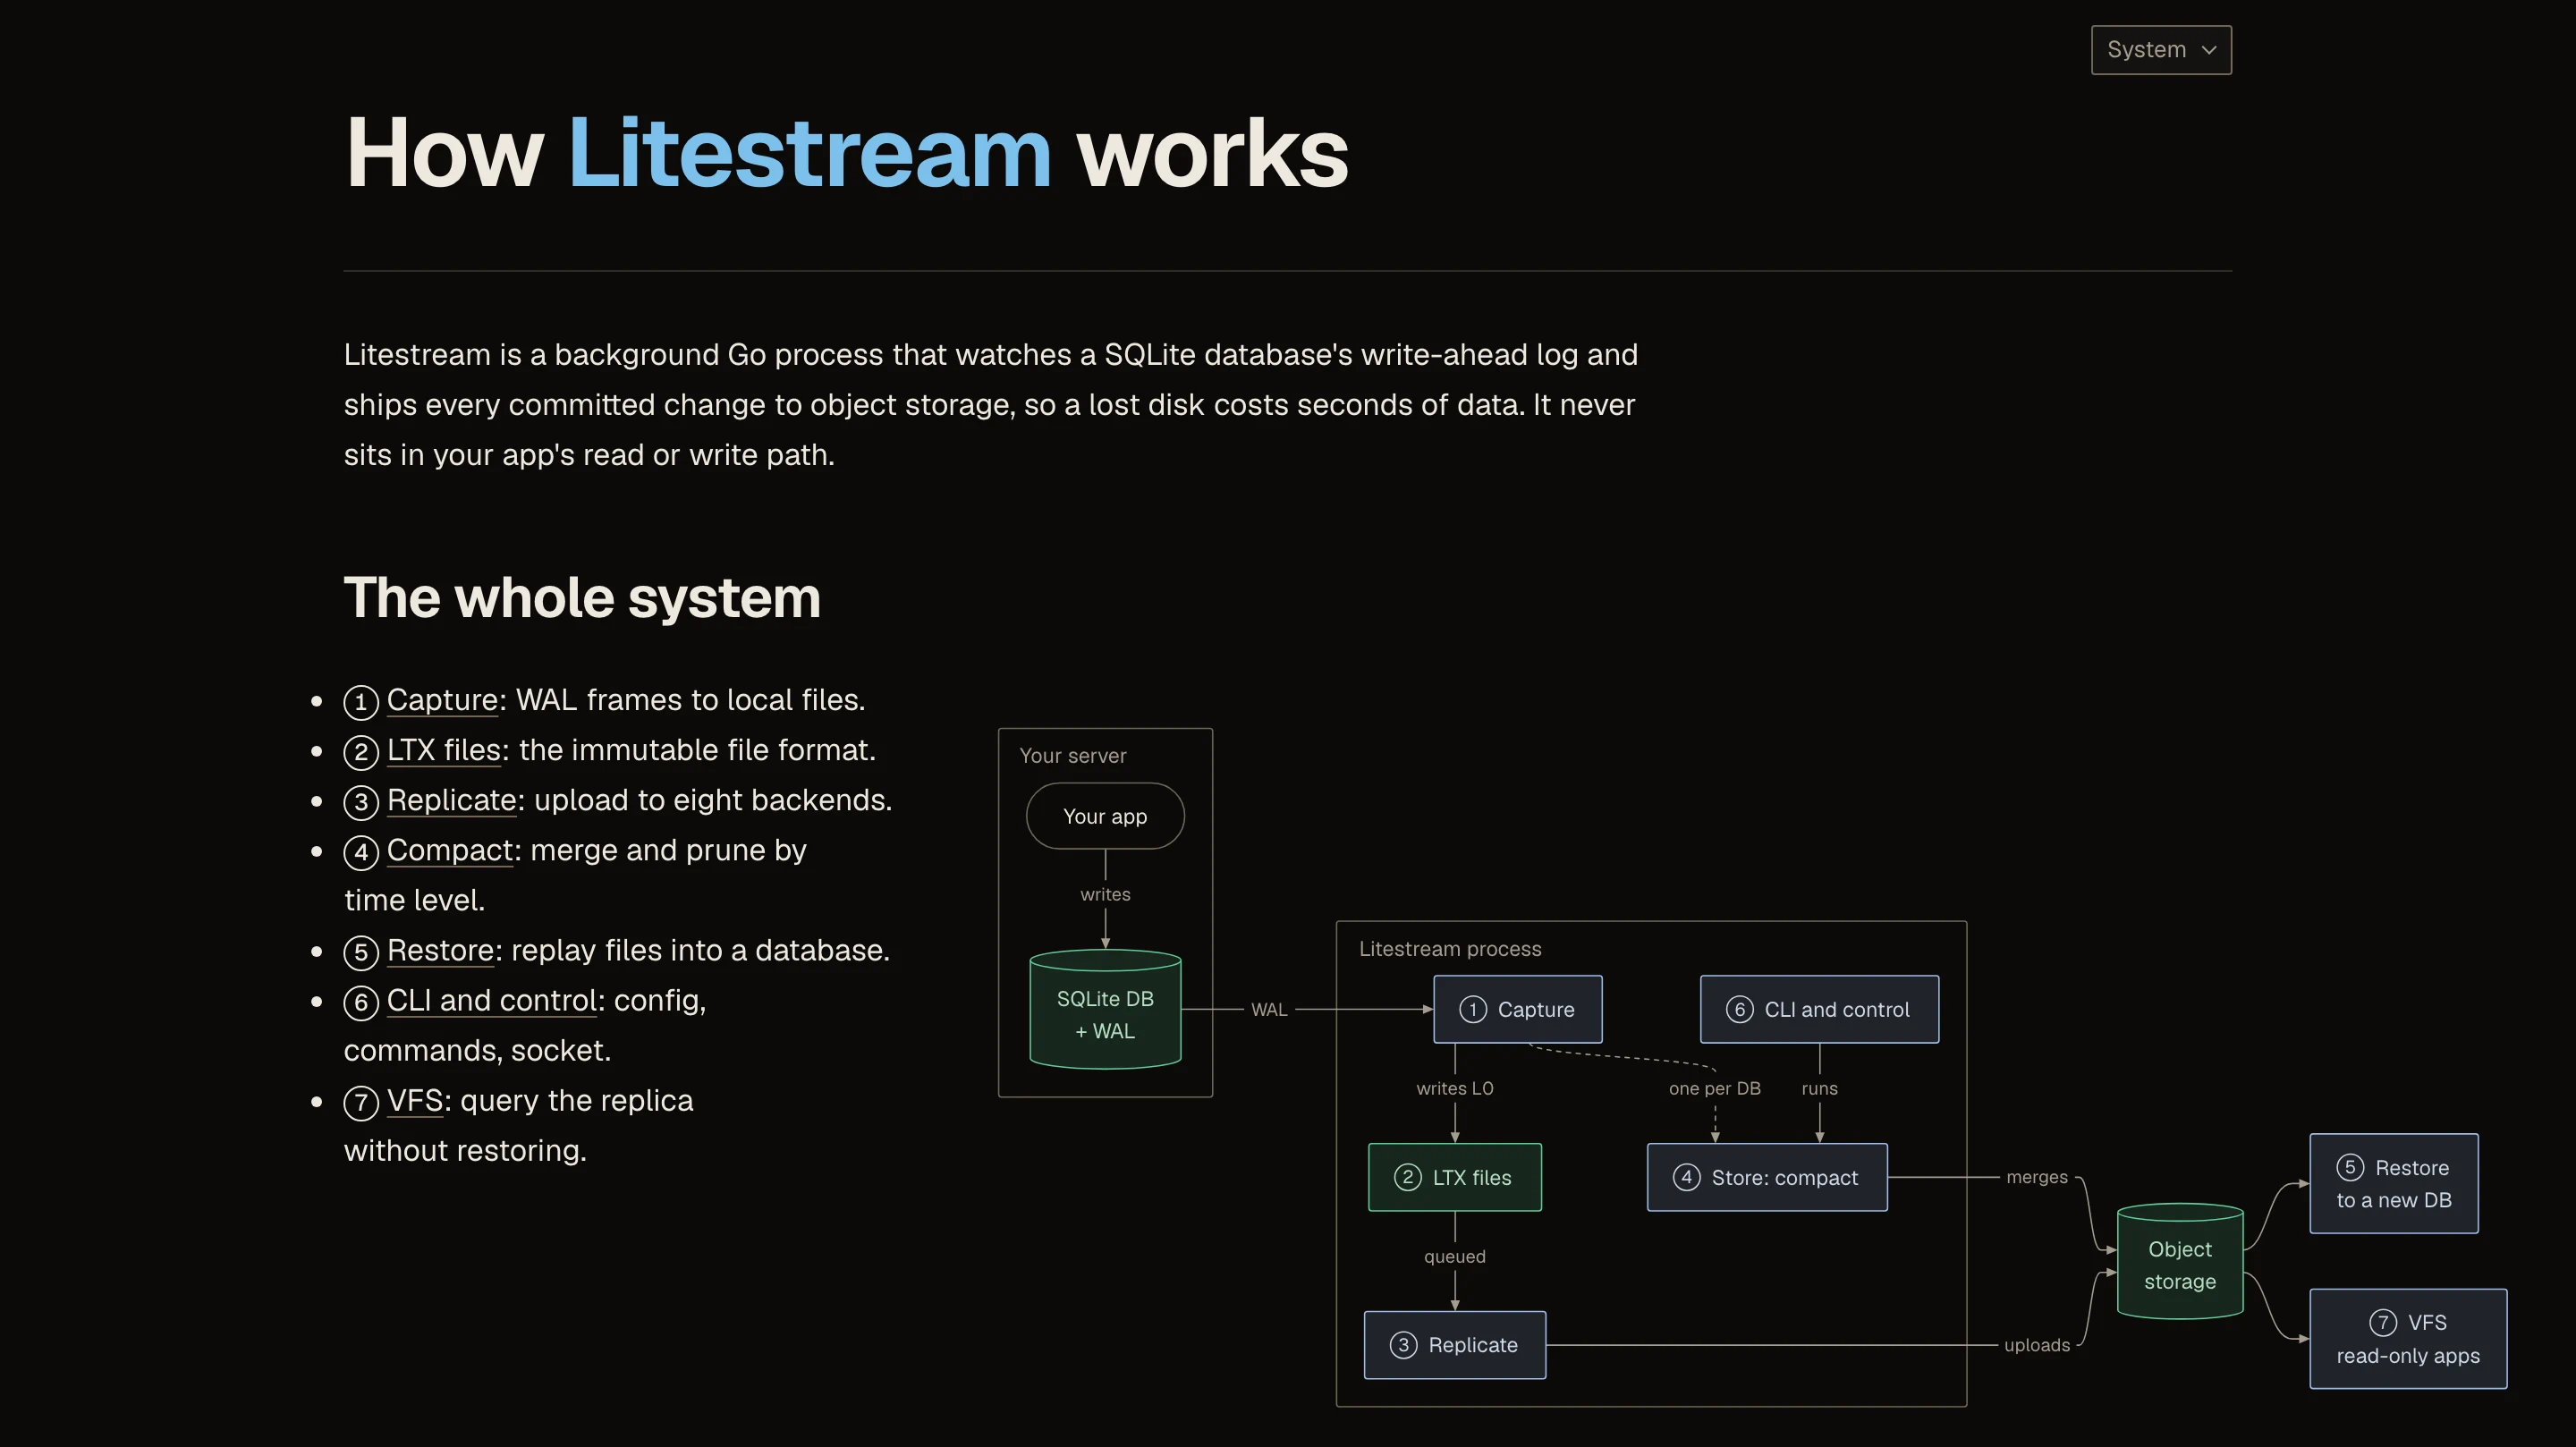 System
How Litestream works
Litestream is a background Go process that watches a SQLite database's write-ahead log and
ships every committed change to object storage, so a lost disk costs seconds of data. It never
sits in your app's read or write path.
The whole system
• ① Capture: WAL frames to local files.
• ② LTX files: the immutable file format.
• ③ Replicate: upload to eight backends.
• ④ Compact: merge and prune by
time level.
• ⑤ Restore: replay files into a database.
• ⑥ CLI and control: config,
commands, socket.
• ⑦ VFS: query the replica
without restoring.
Your server
Your app
writes
SQLite DB
+ WAL
WAL
Litestream process
① Capture
⑥ CLI and control
writes L0
one per DB
runs
② LTX files
④ Store: compact
queued
③ Replicate
merges
uploads
Object
storage
⑤ Restore
to a new DB
⑦ VFS
read-only apps